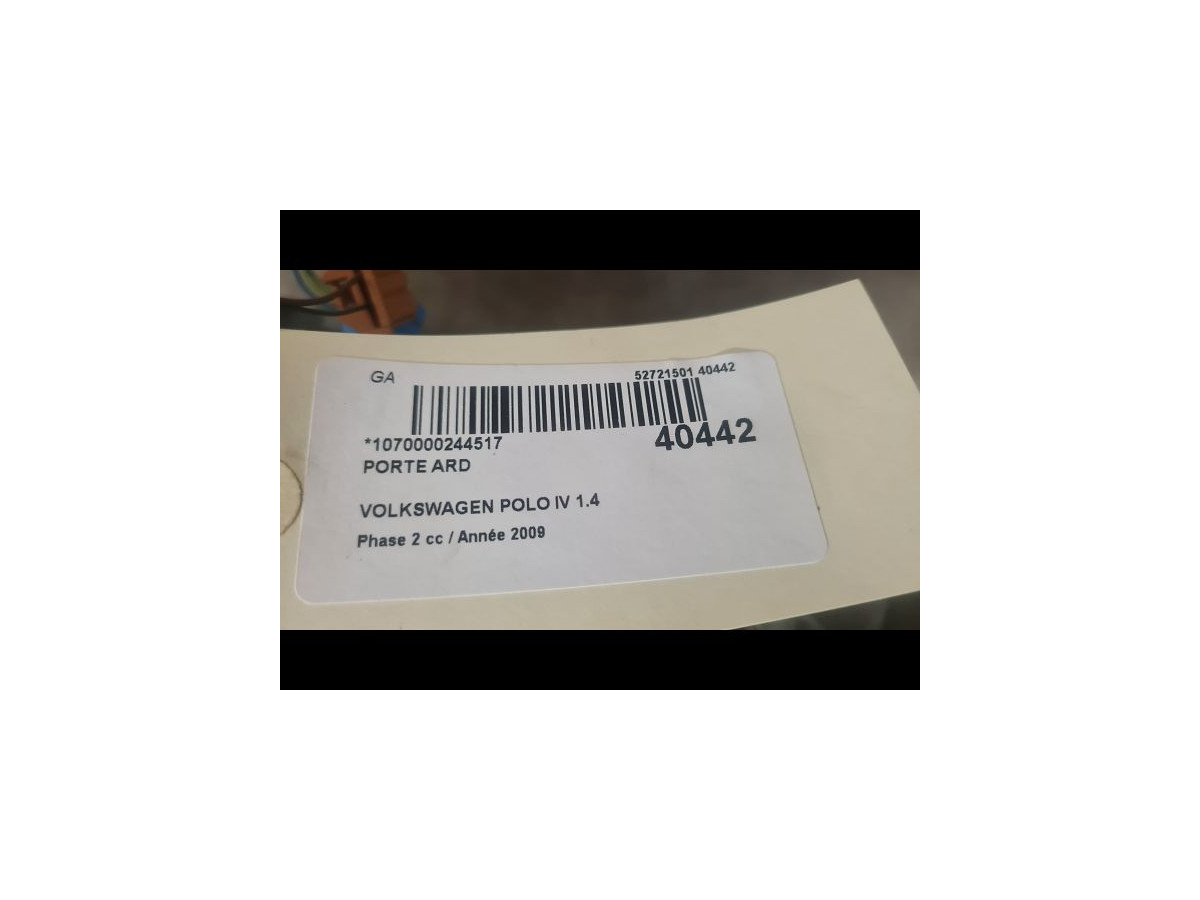 GA
52721501 40442
*1070000244517
40442
PORTE ARD
VOLKSWAGEN POLO IV 1.4
Phase 2 cc / Année 2009